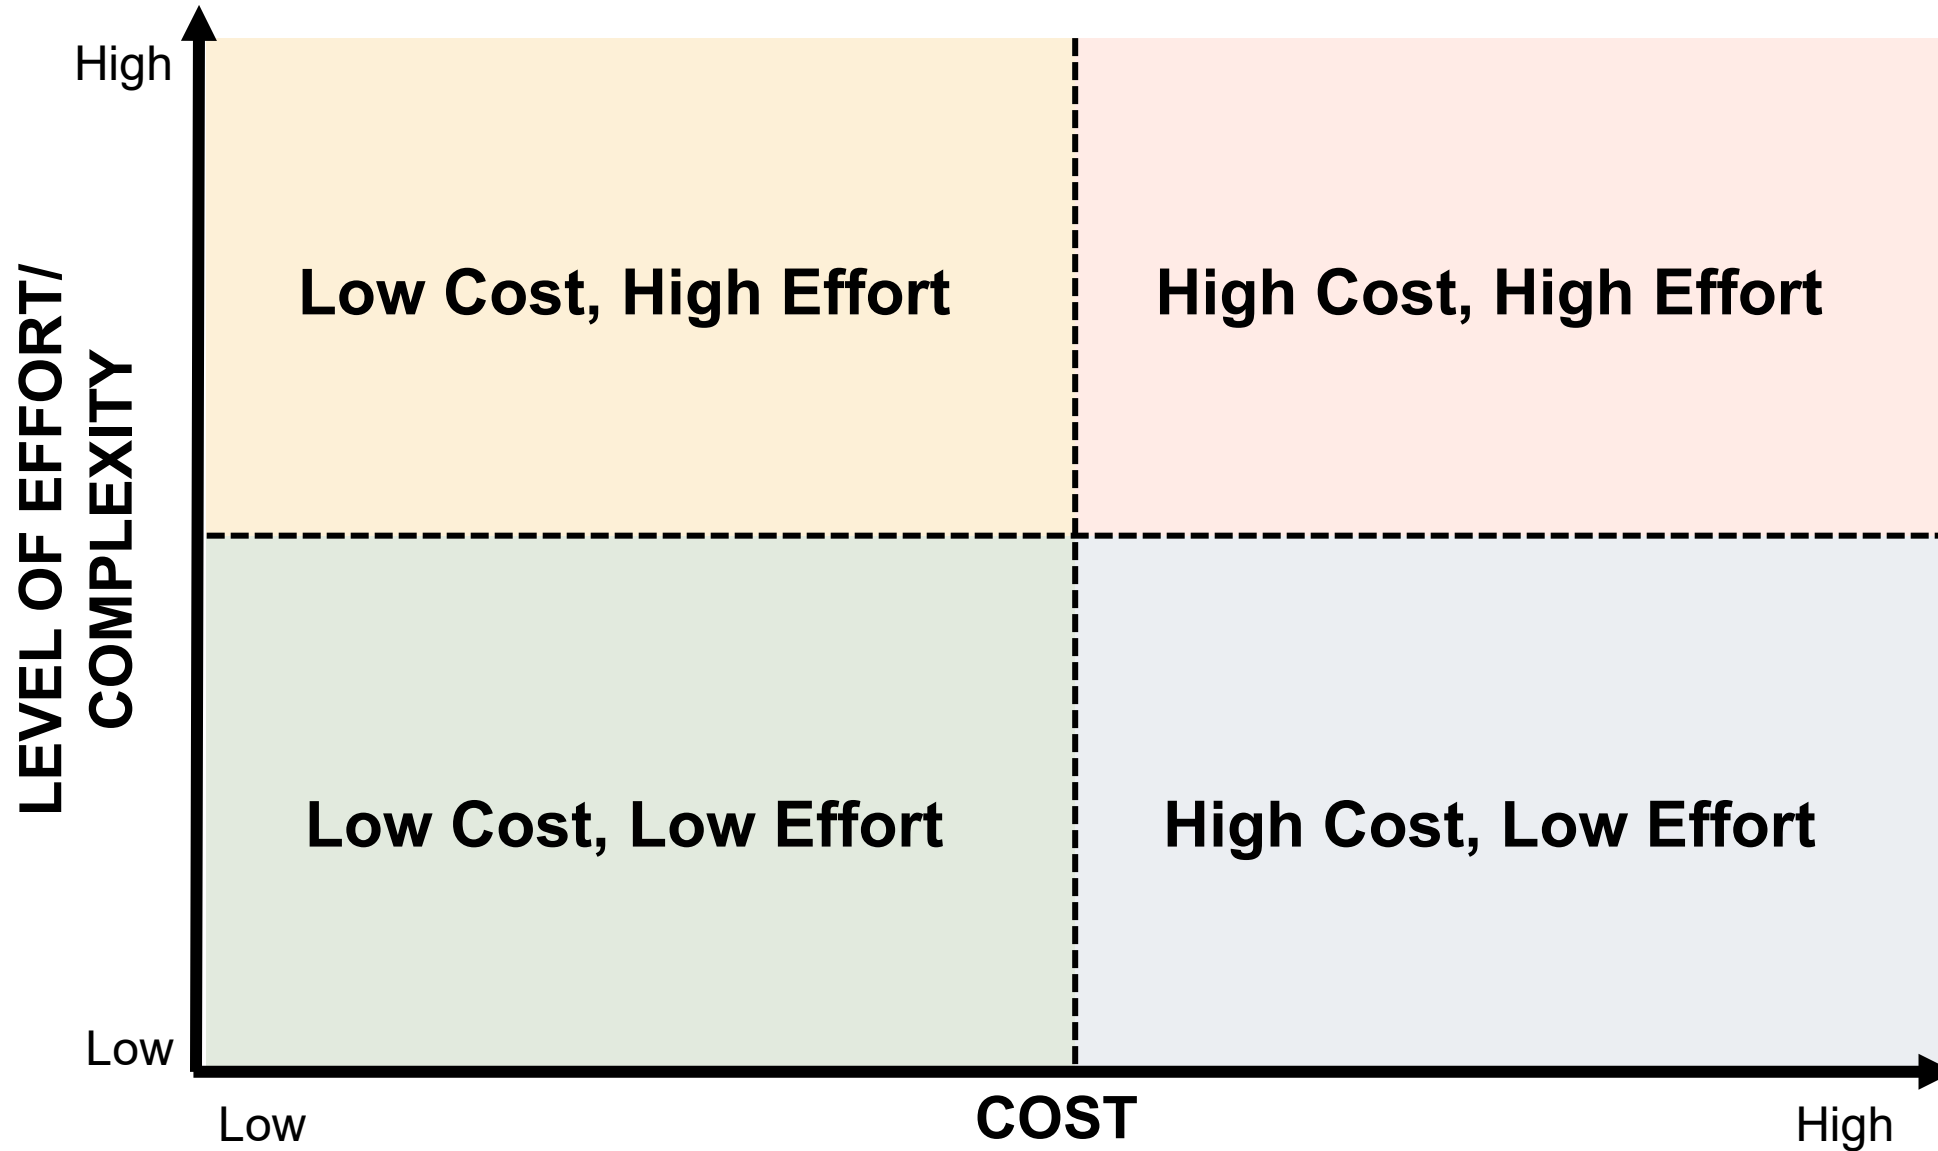 High
Low Cost, High Effort
High Cost, High Effort
LEVEL OF EFFORT/
COMPLEXITY
Low Cost, Low Effort
High Cost, Low Effort
Low
Low
COST
High